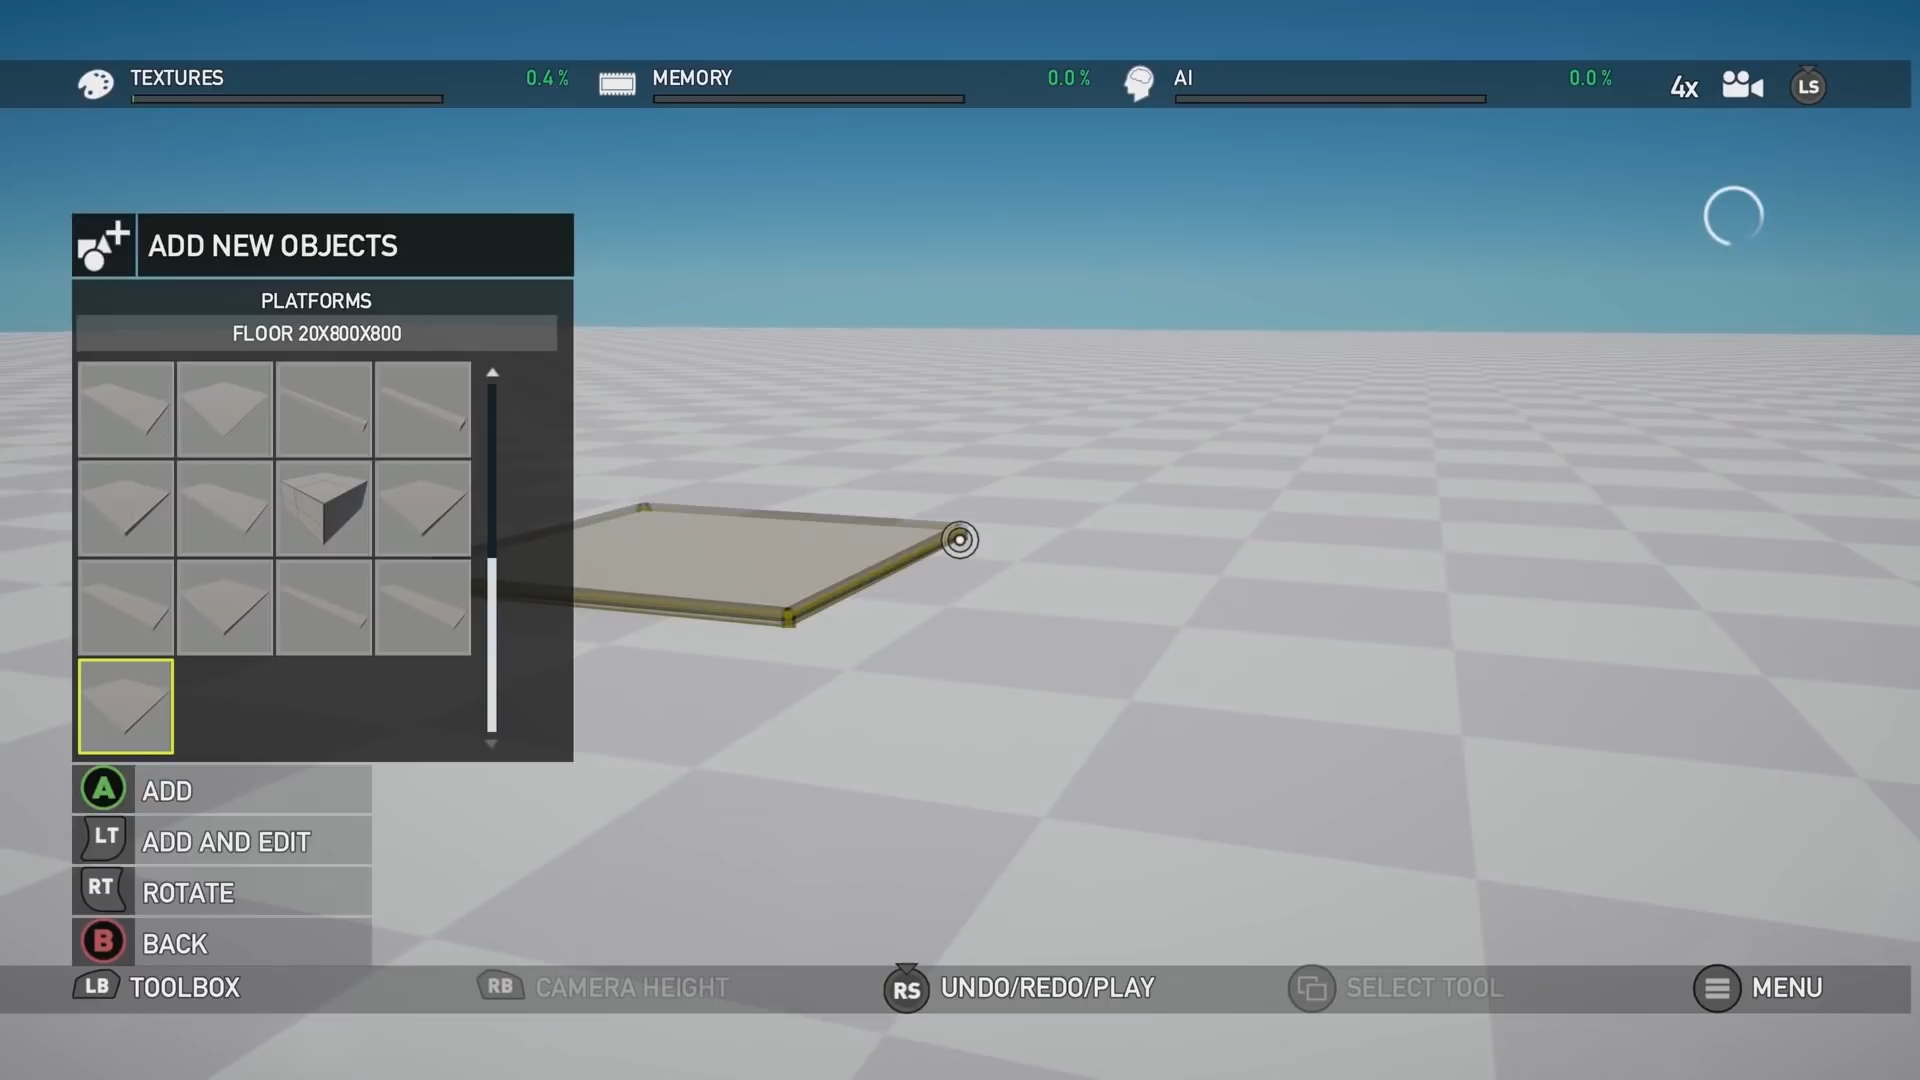 TEXTURES 0.4 % MEMORY 0.0 % AI 0.0 % 4x LS
ADD NEW OBJECTS
PLATFORMS
FLOOR 20X800X800
A ADD
LT ADD AND EDIT
RT ROTATE
B BACK
LB TOOLBOX RB CAMERA HEIGHT RS UNDO/REDO/PLAY SELECT TOOL MENU